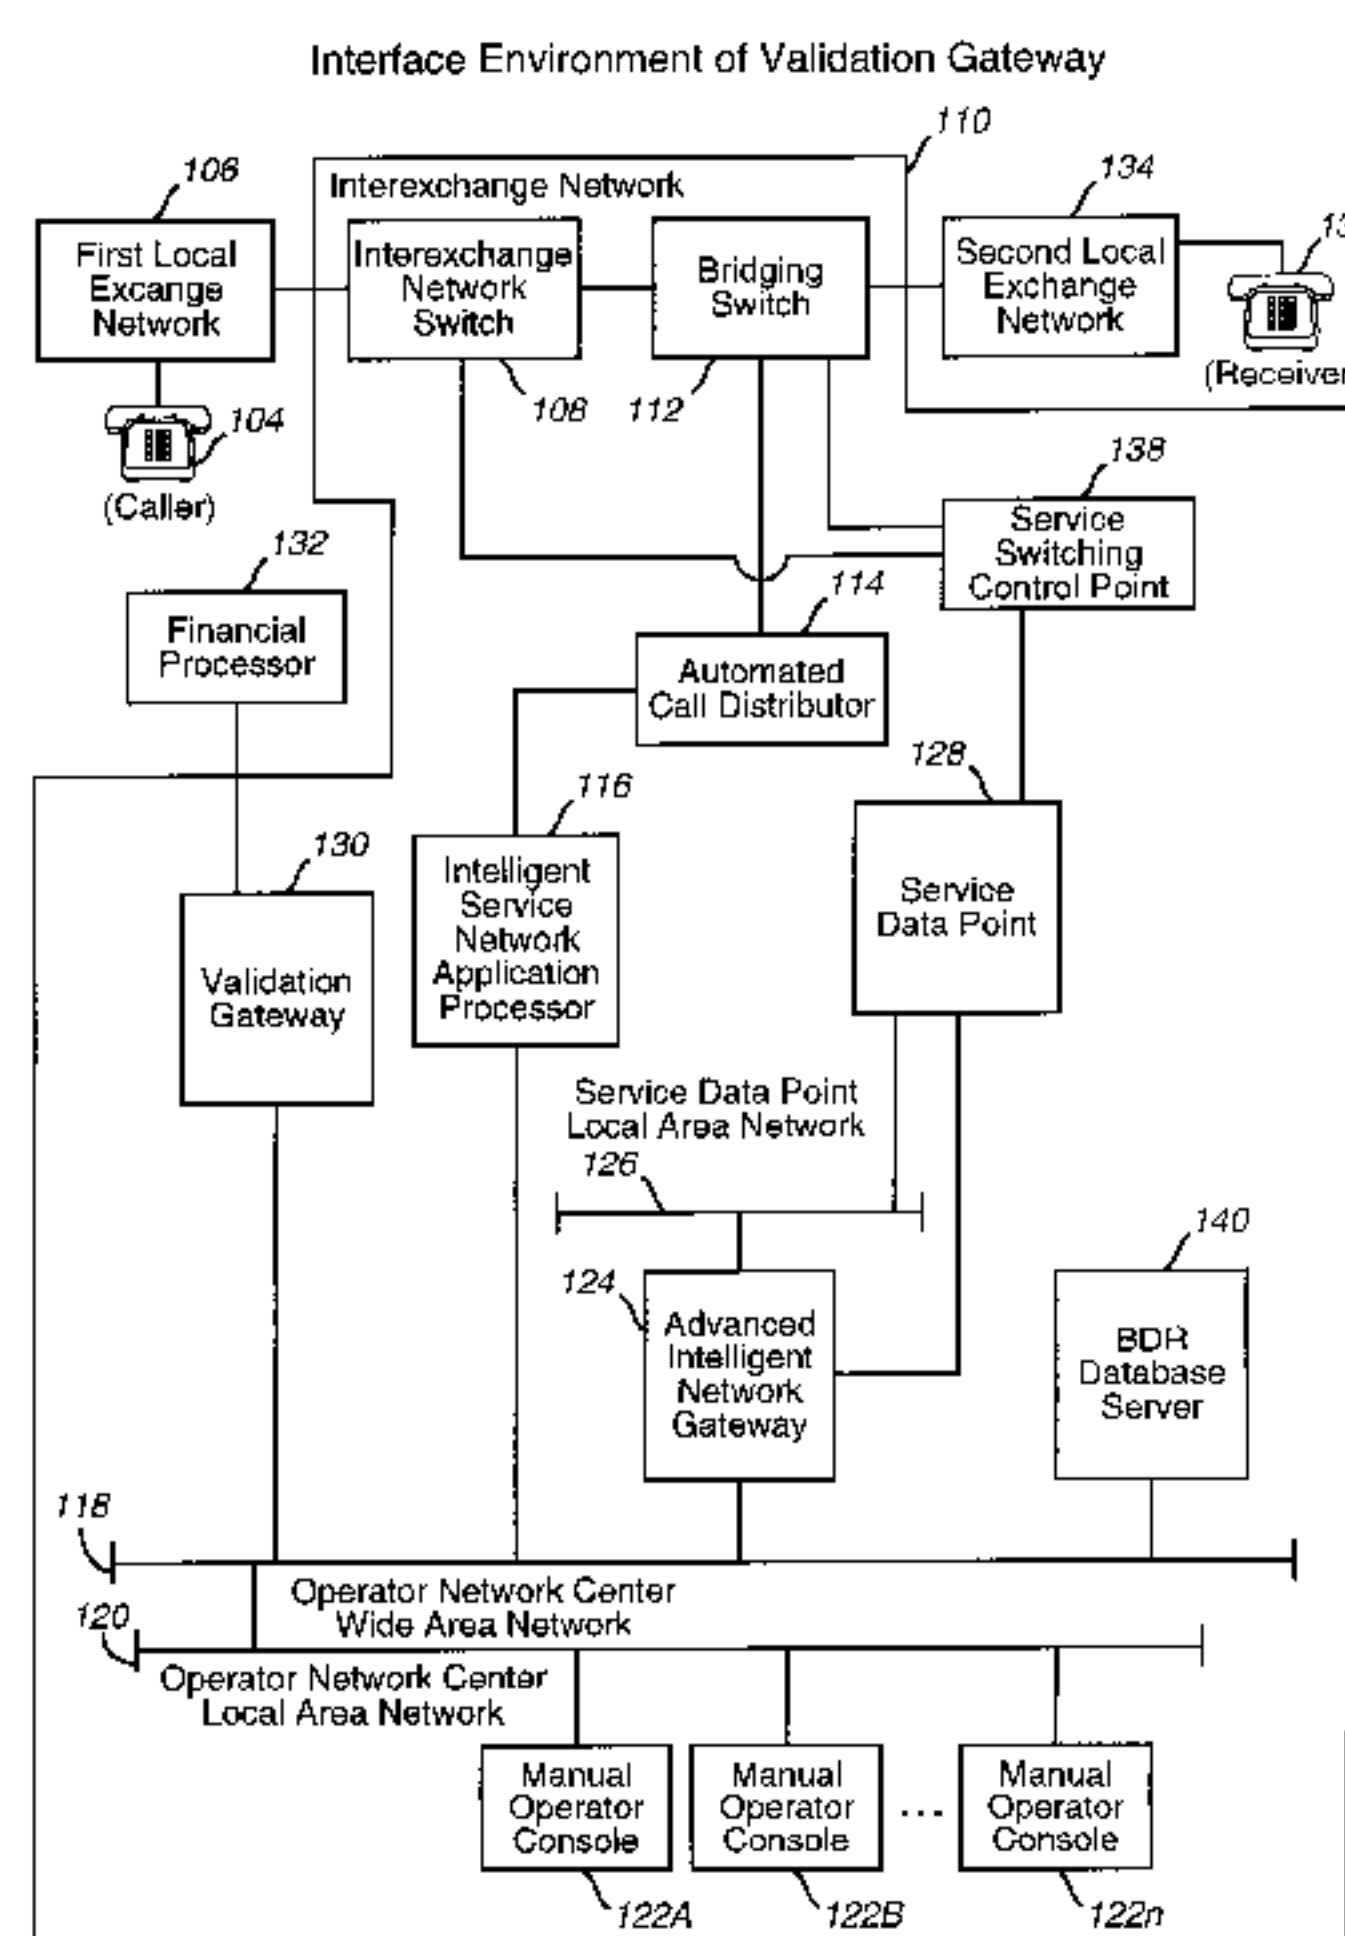 Interface Environment of Validation Gateway
110
106
134
Interexchange Network
First Local
Excange
Network
Interexchange
Network
Switch
Bridging
Switch
Second Local
Exchange
Network
(Receiver
108
112
104
(Caller)
138
Service
Switching
Control Point
132
Financial
Processor
114
Automated
Call Distributor
128
116
130
Intelligent
Service
Network
Application
Processor
Service
Data Point
Validation
Gateway
Service Data Point
Local Area Network
126
140
124
Advanced
Intelligent
Network
Gateway
BDR
Database
Server
118
Operator Network Center
Wide Area Network
120
Operator Network Center
Local Area Network
Manual
Operator
Console
Manual
Operator
Console
...
Manual
Operator
Console
122A
122B
122n